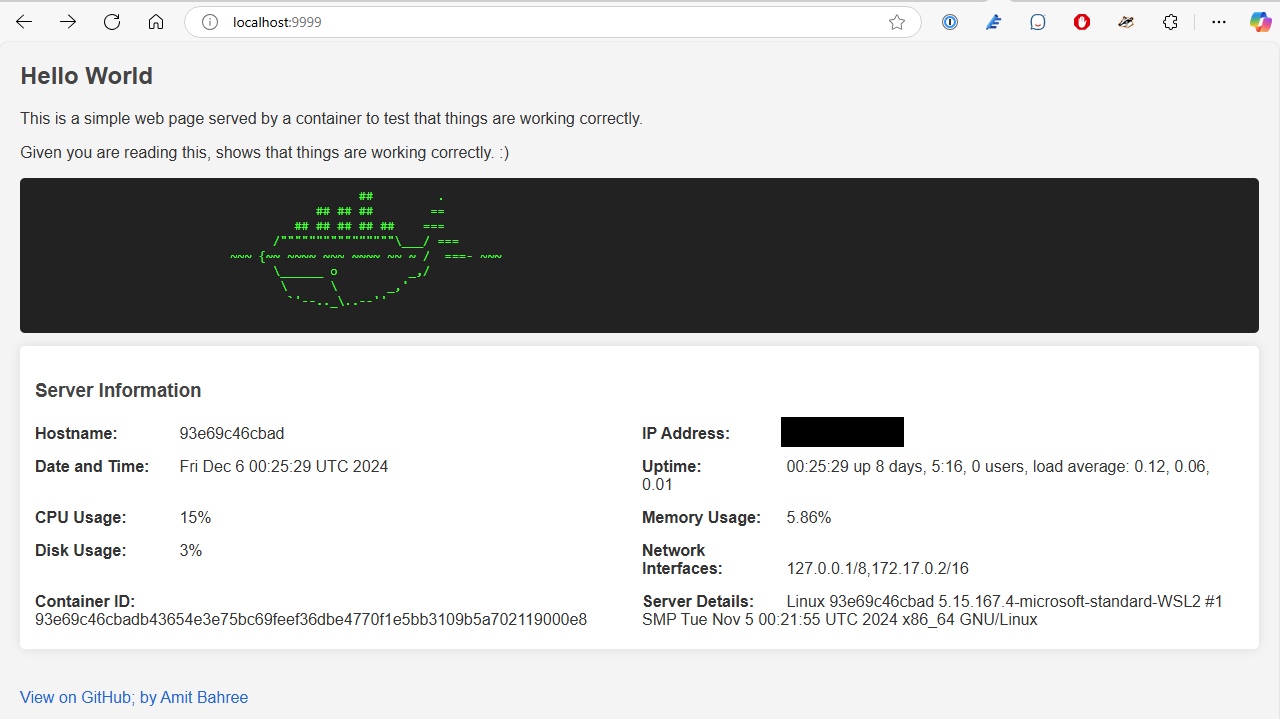 localhost:9999
Hello World
This is a simple web page served by a container to test that things are working correctly.
Given you are reading this, shows that things are working correctly. :)
                   ##         .
             ## ## ##        ==
          ## ## ## ## ##    ===
       /""""""""""""""""\___/ ===
 ~~~ {~~ ~~~~ ~~~ ~~~~ ~~ ~ /  ===- ~~~
       \______ o          _,/
        \      \       _,'
         `'--.._\..--''
Server Information
Hostname: 93e69c46cbad
IP Address:
Date and Time: Fri Dec 6 00:25:29 UTC 2024
Uptime: 00:25:29 up 8 days, 5:16, 0 users, load average: 0.12, 0.06,
0.01
CPU Usage: 15%
Memory Usage: 5.86%
Disk Usage: 3%
Network
Interfaces: 127.0.0.1/8,172.17.0.2/16
Container ID:
93e69c46cbadb43654e3e75bc69feef36dbe4770f1e5bb3109b5a702119000e8
Server Details: Linux 93e69c46cbad 5.15.167.4-microsoft-standard-WSL2 #1
SMP Tue Nov 5 00:21:55 UTC 2024 x86_64 GNU/Linux
View on GitHub; by Amit Bahree